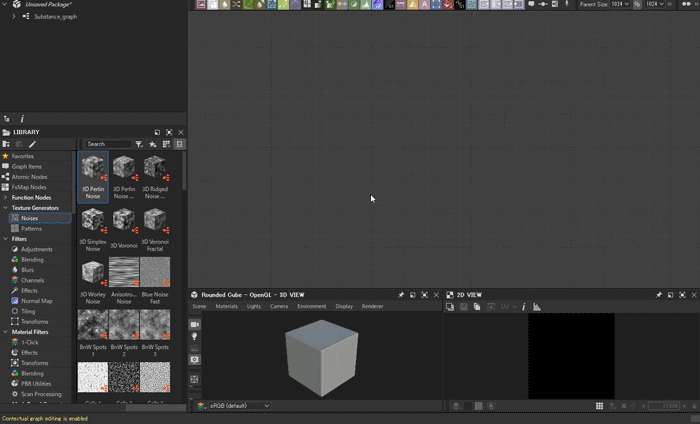 Unsaved Package*
Parent Size: 1024 1024
Substance_graph
LIBRARY
Search
Favorites
Graph Items
Atomic Nodes
FxMap Nodes
Function Nodes
Texture Generators
Noises
Patterns
Filters
Adjustments
Blending
Blurs
Channels
Effects
Normal Map
Tiling
Transforms
Material Filters
1-Click
Effects
Transforms
Blending
PBR Utilities
Scan Processing
3D Perlin Noise
3D Perlin Noise ...
3D Ridged Noise ...
3D Simplex Noise
3D Voronoi
3D Voronoi Fractal
3D Worley Noise
Anisotro... Noise
Blue Noise Fast
BnW Spots 1
BnW Spots 2
BnW Spots 3
Rounded Cube - OpenGL - 3D VIEW
Scene Materials Lights Camera Environment Display Renderer
sRGB (default)
2D VIEW
UV
Contextual graph editing is enabled